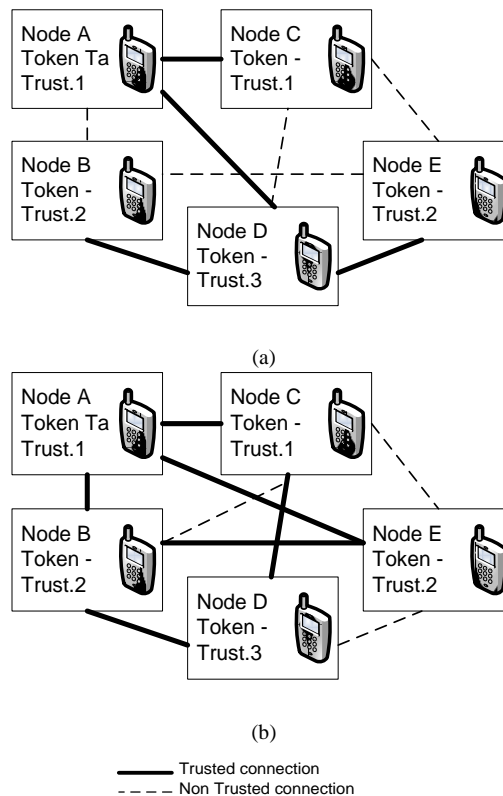 Node A
Token Ta
Trust.1
Node C
Token -
Trust.1
Node B
Token -
Trust.2
Node E
Token -
Trust.2
Node D
Token -
Trust.3
(a)
Node A
Token Ta
Trust.1
Node C
Token -
Trust.1
Node B
Token -
Trust.2
Node E
Token -
Trust.2
Node D
Token -
Trust.3
(b)
Trusted connection
Non Trusted connection